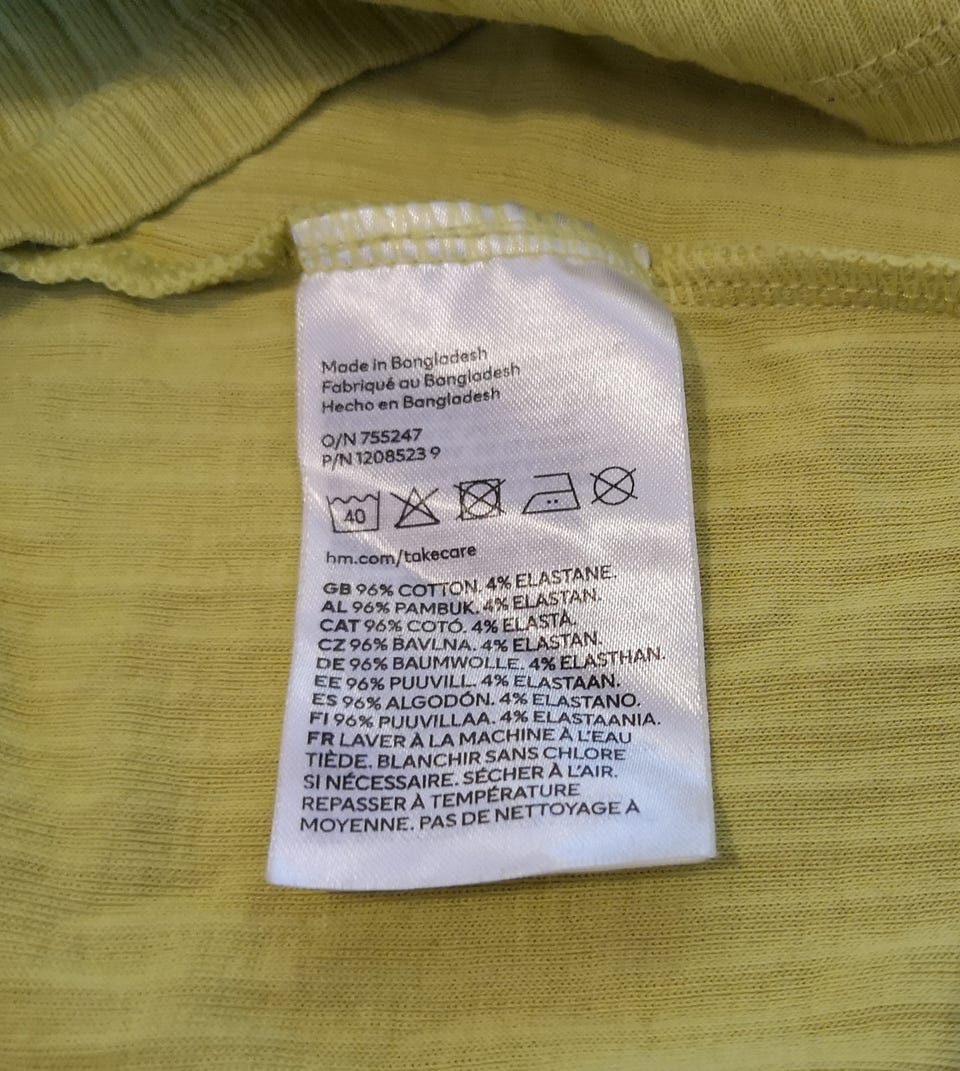 Made in Bangladesh
Fabriqué au Bangladesh
Hecho en Bangladesh
O/N 755247
P/N 1208523 9
40
hm.com/takecare
GB 96% COTTON. 4% ELASTANE.
AL 96% PAMBUK. 4% ELASTAN.
CAT 96% COTÓ. 4% ELASTÀ.
CZ 96% BAVLNA. 4% ELASTAN.
DE 96% BAUMWOLLE. 4% ELASTHAN.
EE 96% PUUVILL. 4% ELASTAAN.
ES 96% ALGODÓN. 4% ELASTANO.
FI 96% PUUVILLAA. 4% ELASTAANIA.
FR LAVER À LA MACHINE À L'EAU
TIÈDE. BLANCHIR SANS CHLORE
SI NÉCESSAIRE. SÉCHER À L'AIR.
REPASSER À TEMPÉRATURE
MOYENNE. PAS DE NETTOYAGE À